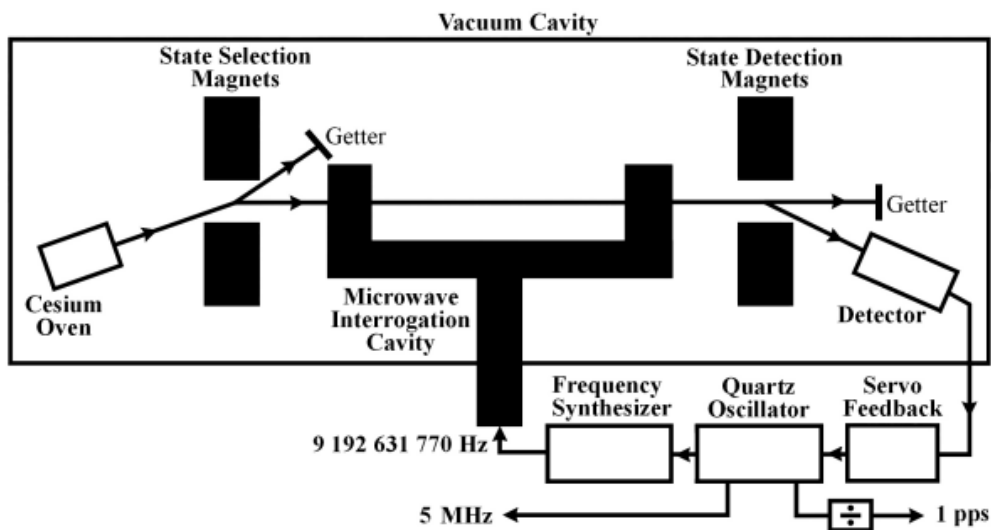 Vacuum Cavity
State Selection
Magnets
State Detection
Magnets
Getter
Getter
Cesium
Oven
Microwave
Interrogation
Cavity
Detector
Frequency
Synthesizer
Quartz
Oscillator
Servo
Feedback
9 192 631 770 Hz
÷
5 MHz
1 pps